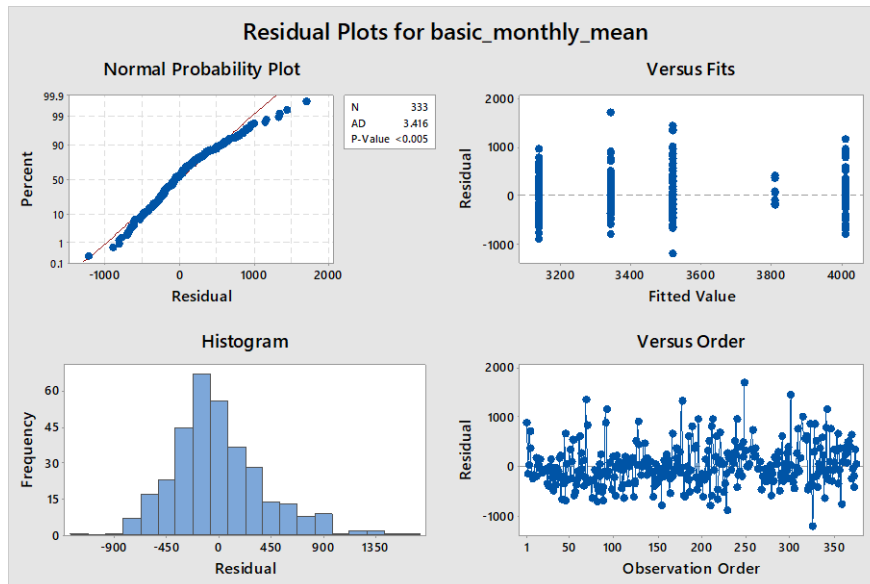 Residual Plots for basic_monthly_mean
Normal Probability Plot
99.9
99
90
50
10
1
0.1
Percent
-1000
0
1000
2000
Residual
N 333
AD 3.416
P-Value <0.005
Versus Fits
2000
1000
0
-1000
Residual
3200
3400
3600
3800
4000
Fitted Value
Histogram
60
45
30
15
0
Frequency
-900
-450
0
450
900
1350
Residual
Versus Order
2000
1000
0
-1000
Residual
1
50
100
150
200
250
300
350
Observation Order